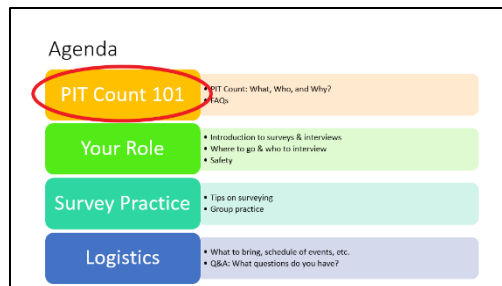 Agenda
PIT Count 101
• PIT Count: What, Who, and Why?
• FAQs
Your Role
• Introduction to surveys & interviews
• Where to go & who to interview
• Safety
Survey Practice
• Tips on surveying
• Group practice
Logistics
• What to bring, schedule of events, etc.
• Q&A: What questions do you have?